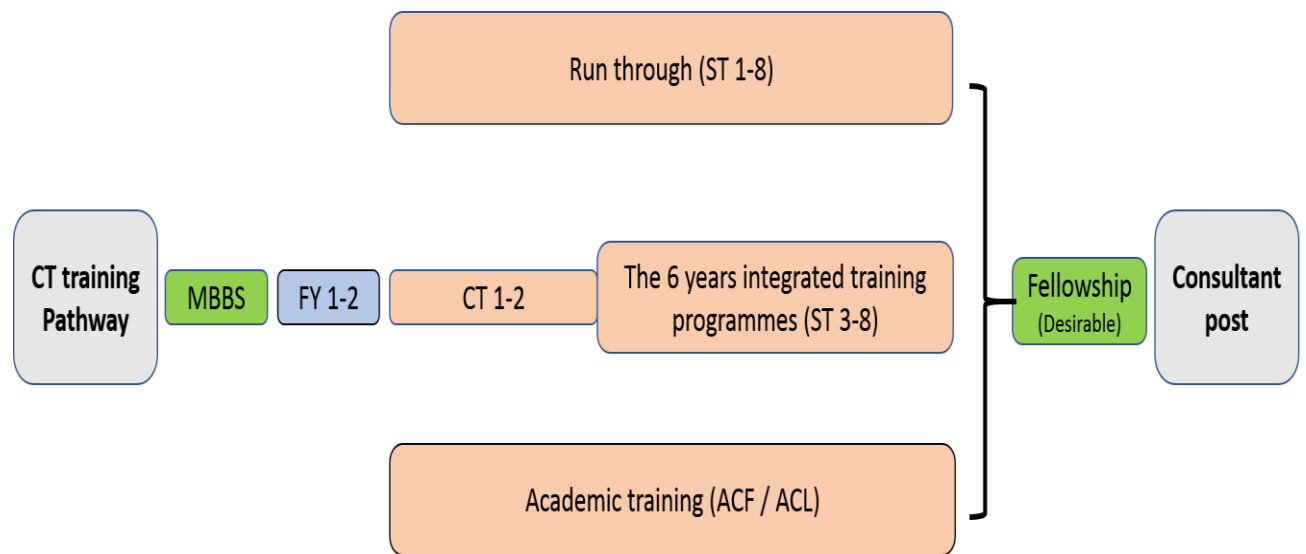 Run through (ST 1-8)
CT training
Pathway
MBBS
FY 1-2
CT 1-2
The 6 years integrated training
programmes (ST 3-8)
Fellowship
(Desirable)
Consultant
post
Academic training (ACF / ACL)